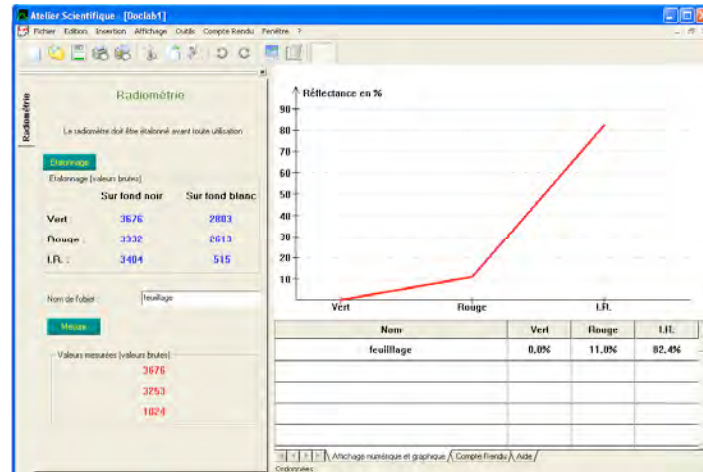 Atelier Scientifique - [Doclab1]
Fichier Edition Insertion Affichage Outils Compte Rendu Fenêtre ?
Radiométrie
Radiométrie
Le radiomètre doit être étalonné avant toute utilisation
Etalonnage
Etalonnage (valeurs brutes)
Sur fond noir Sur fond blanc
Vert 3676 2803
Rouge : 3332 2613
I.R. : 3404 515
Nom de l'objet feuillage
Mesure
Valeurs mesurées (valeurs brutes)
3676
3253
1024
Réflectance en %
90
80
70
60
50
40
30
20
10
Vert Rouge I.R.
Nom Vert Rouge I.R.
feuilllage 0,0% 11,0% 82,4%
Affichage numérique et graphique Compte Rendu Aide
Ordonnées